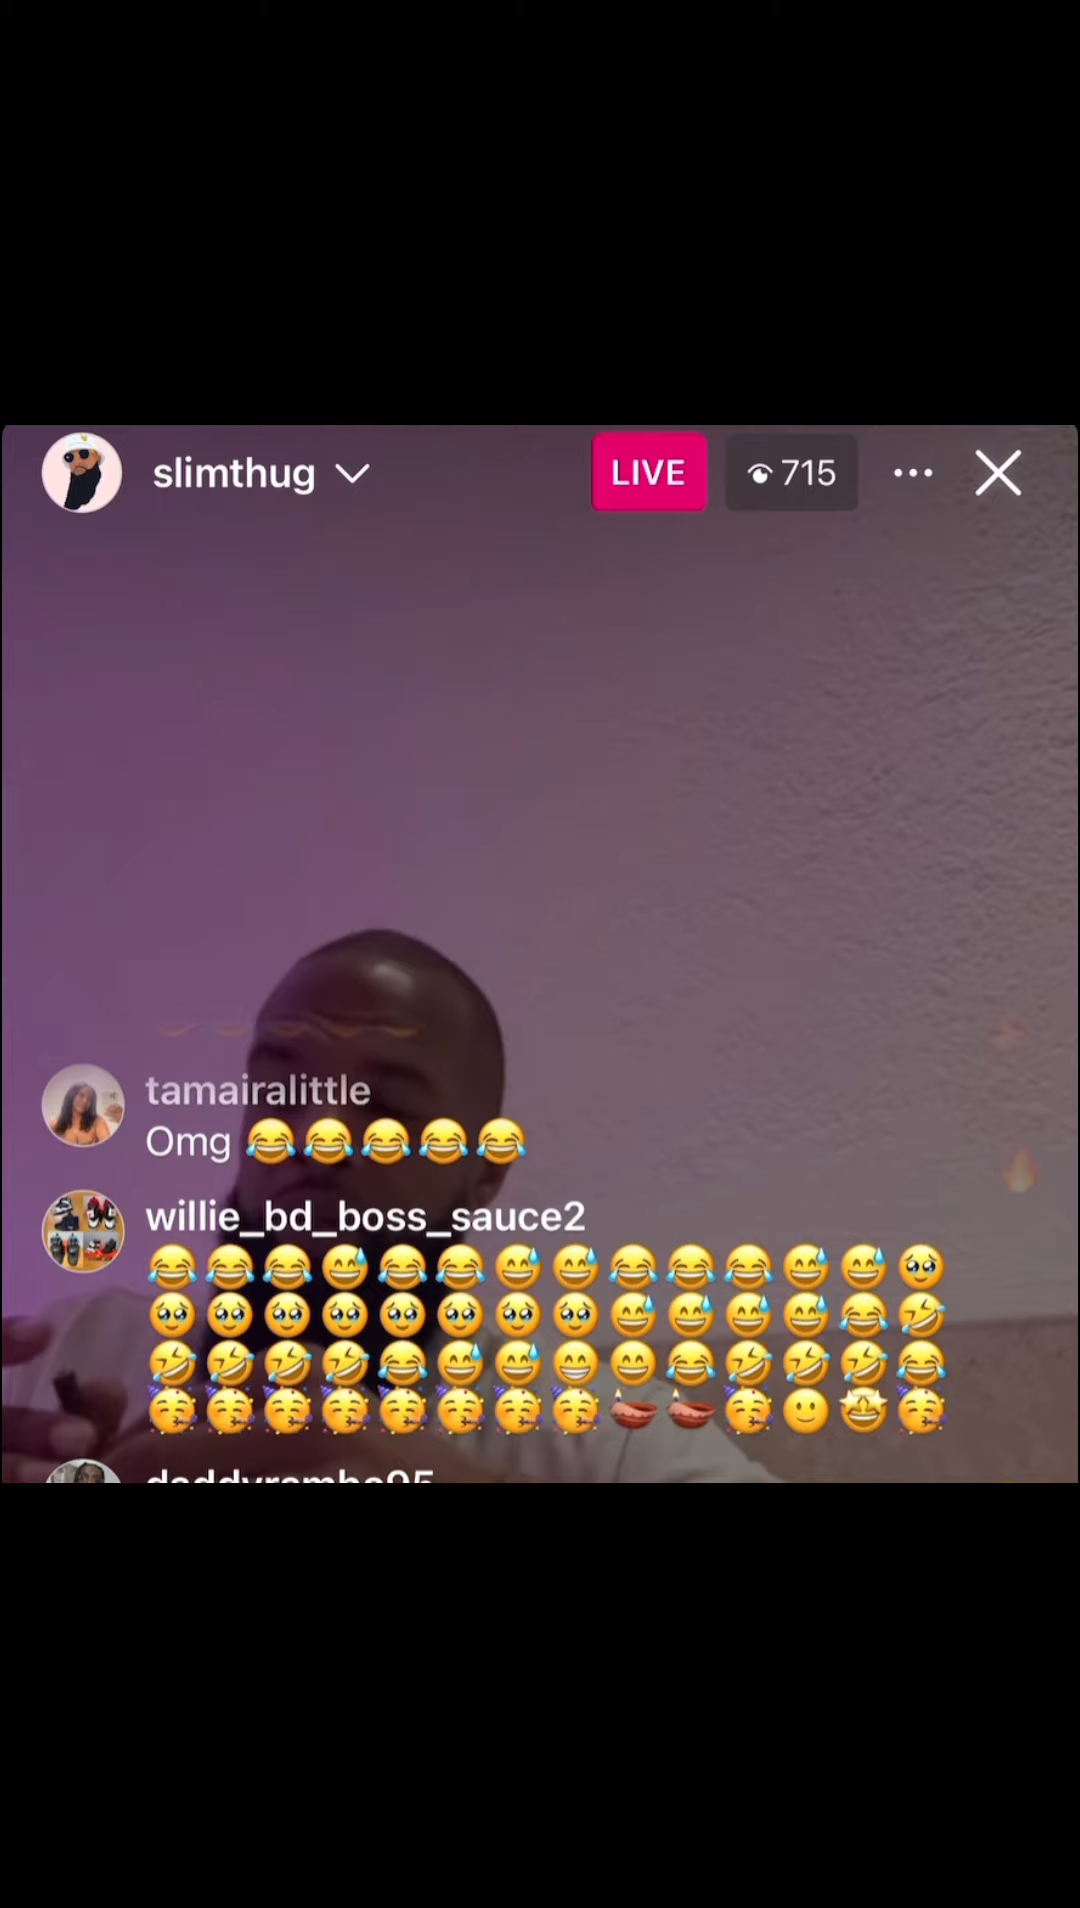 slimthug
LIVE
715
tamairalittle
Omg 😂😂😂😂😂
willie_bd_boss_sauce2
😂😂😂😅😂😂😅😅😂😂😂😅😅🥹
🥹🥹🥹🥹🥹🥹🥹🥹😅😅😅😅😂🤣
🤣🤣🤣🤣😂😅😅😁😄😂🤣🤣🤣😂
🥳🥳🥳🥳🥳🥳🥳🥳🪔🪔🥳🙂🤩🥳